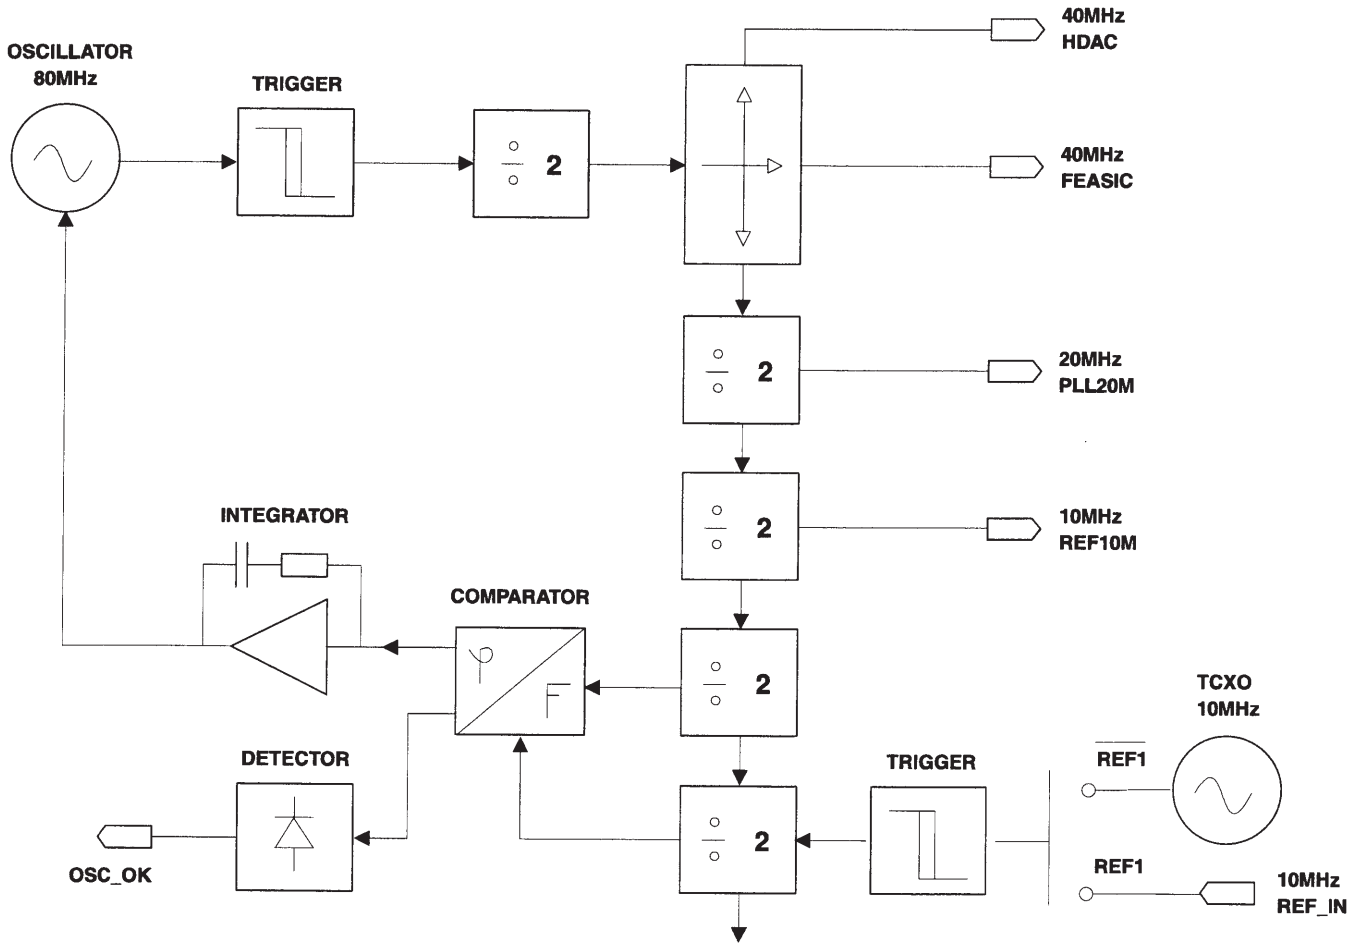 40MHz
HDAC
OSCILLATOR
80MHz
TRIGGER
÷ 2
40MHz
FEASIC
÷ 2
20MHz
PLL20M
÷ 2
10MHz
REF10M
INTEGRATOR
COMPARATOR
φ
F
÷ 2
TCXO
10MHz
DETECTOR
TRIGGER
REF1
÷ 2
OSC_OK
REF1
10MHz
REF_IN